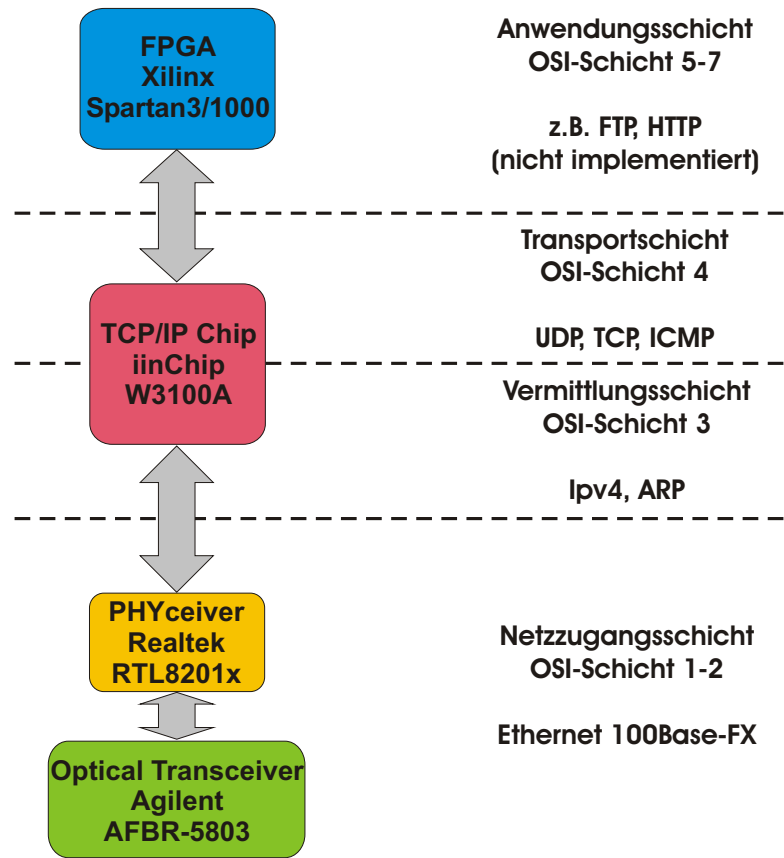 FPGA
Xilinx
Spartan3/1000
Anwendungsschicht
OSI-Schicht 5-7
z.B. FTP, HTTP
(nicht implementiert)
Transportschicht
OSI-Schicht 4
UDP, TCP, ICMP
TCP/IP Chip
iinChip
W3100A
Vermittlungsschicht
OSI-Schicht 3
Ipv4, ARP
PHYceiver
Realtek
RTL8201x
Netzzugangsschicht
OSI-Schicht 1-2
Ethernet 100Base-FX
Optical Transceiver
Agilent
AFBR-5803